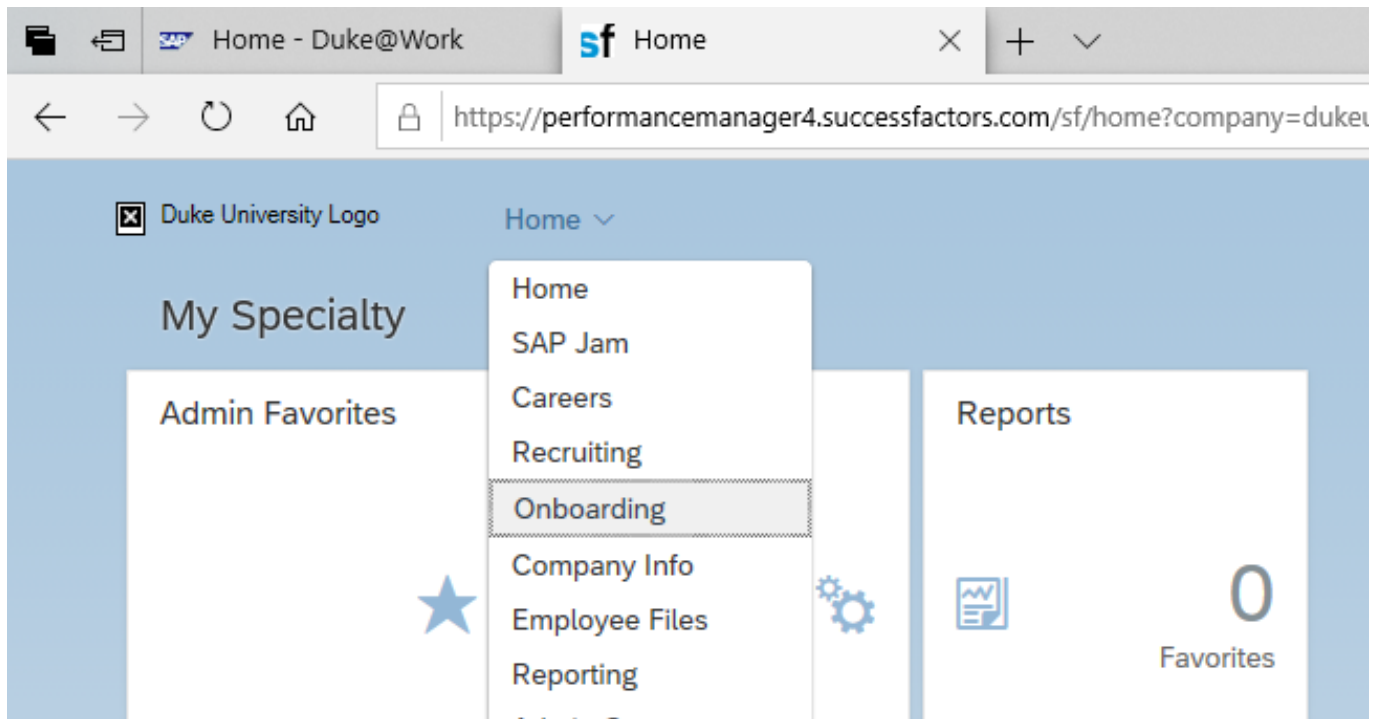 Home - Duke@Work
sf Home
https://performancemanager4.successfactors.com/sf/home?company=duke
Duke University Logo
Home
My Specialty
Home
SAP Jam
Careers
Recruiting
Onboarding
Company Info
Employee Files
Reporting
Admin Favorites
Reports
0
Favorites